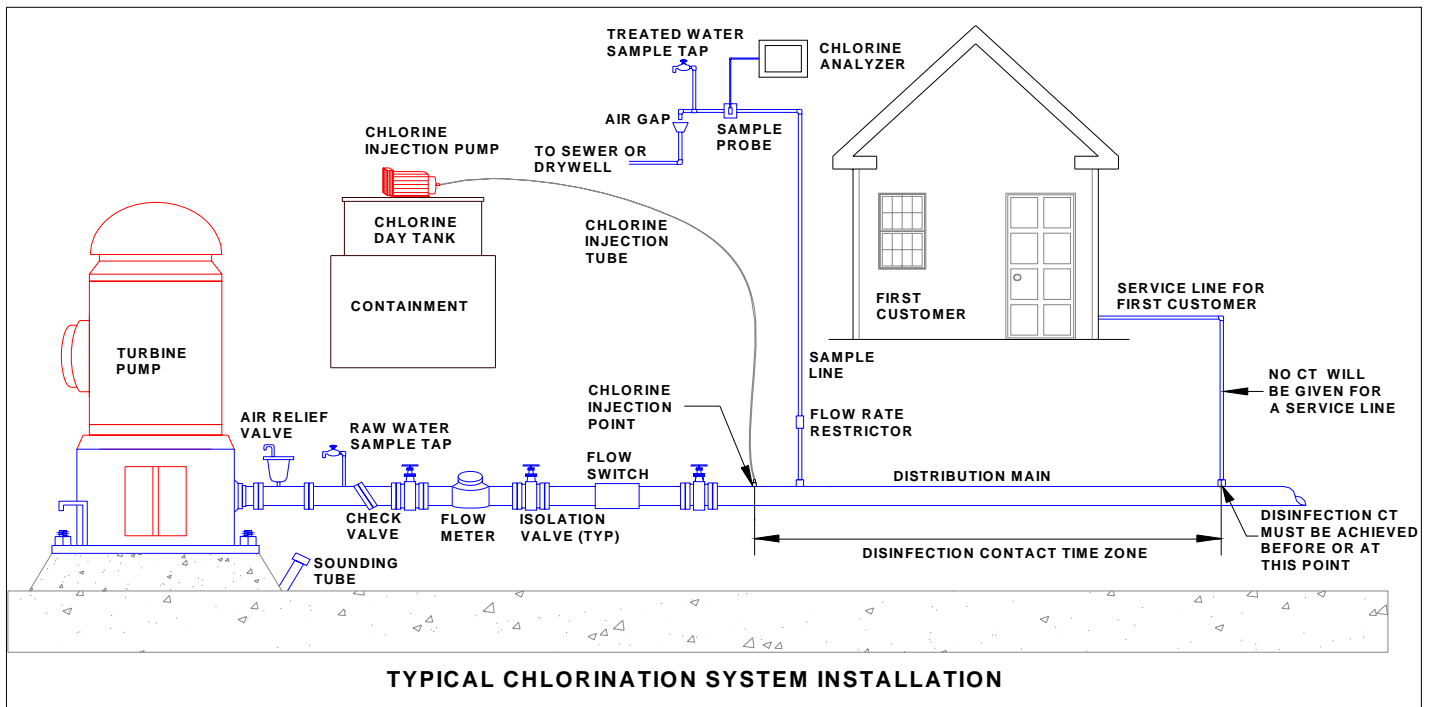 TREATED WATER
SAMPLE TAP
CHLORINE
ANALYZER
AIR GAP
SAMPLE
PROBE
TO SEWER OR
DRYWELL
CHLORINE
INJECTION PUMP
CHLORINE
DAY TANK
CONTAINMENT
CHLORINE
INJECTION
TUBE
FIRST
CUSTOMER
SERVICE LINE FOR
FIRST CUSTOMER
TURBINE
PUMP
SAMPLE
LINE
NO CT WILL
BE GIVEN FOR
A SERVICE LINE
CHLORINE
INJECTION
POINT
FLOW RATE
RESTRICTOR
AIR RELIEF
VALVE
RAW WATER
SAMPLE TAP
FLOW
SWITCH
DISTRIBUTION MAIN
CHECK
VALVE
FLOW
METER
ISOLATION
VALVE (TYP)
DISINFECTION CT
MUST BE ACHIEVED
BEFORE OR AT
THIS POINT
DISINFECTION CONTACT TIME ZONE
SOUNDING
TUBE
TYPICAL CHLORINATION SYSTEM INSTALLATION